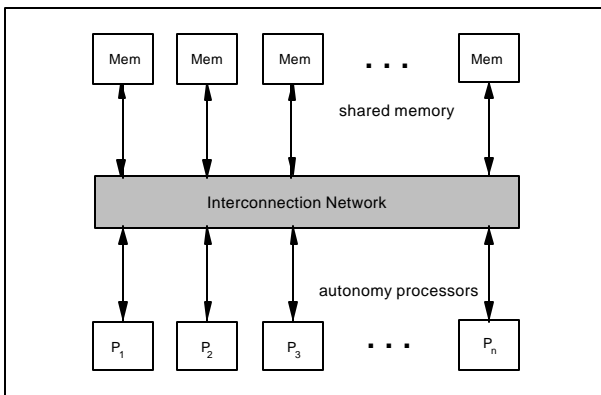 Mem Mem Mem . . . Mem
shared memory
Interconnection Network
autonomy processors
P1 P2 P3 . . . Pn